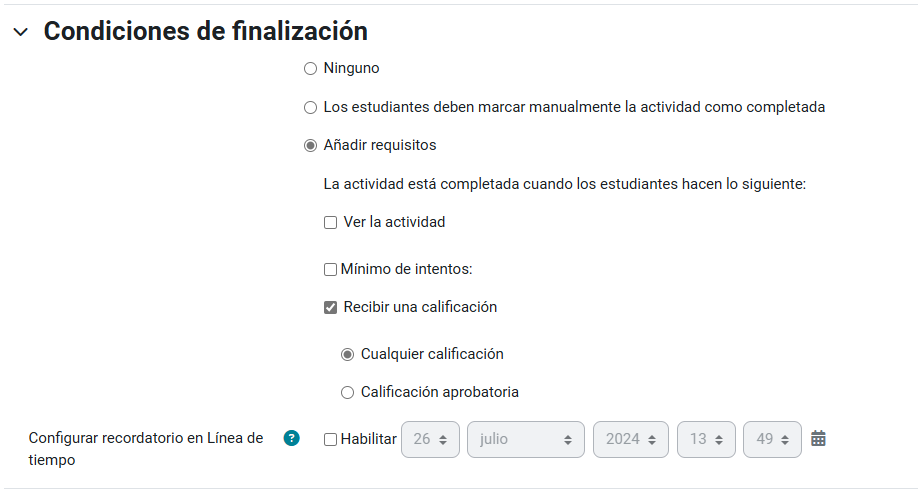 Condiciones de finalización
Ninguno
Los estudiantes deben marcar manualmente la actividad como completada
Añadir requisitos
La actividad está completada cuando los estudiantes hacen lo siguiente:
Ver la actividad
Mínimo de intentos:
Recibir una calificación
Cualquier calificación
Calificación aprobatoria
Configurar recordatorio en Línea de tiempo
? Habilitar 26 julio 2024 13 49